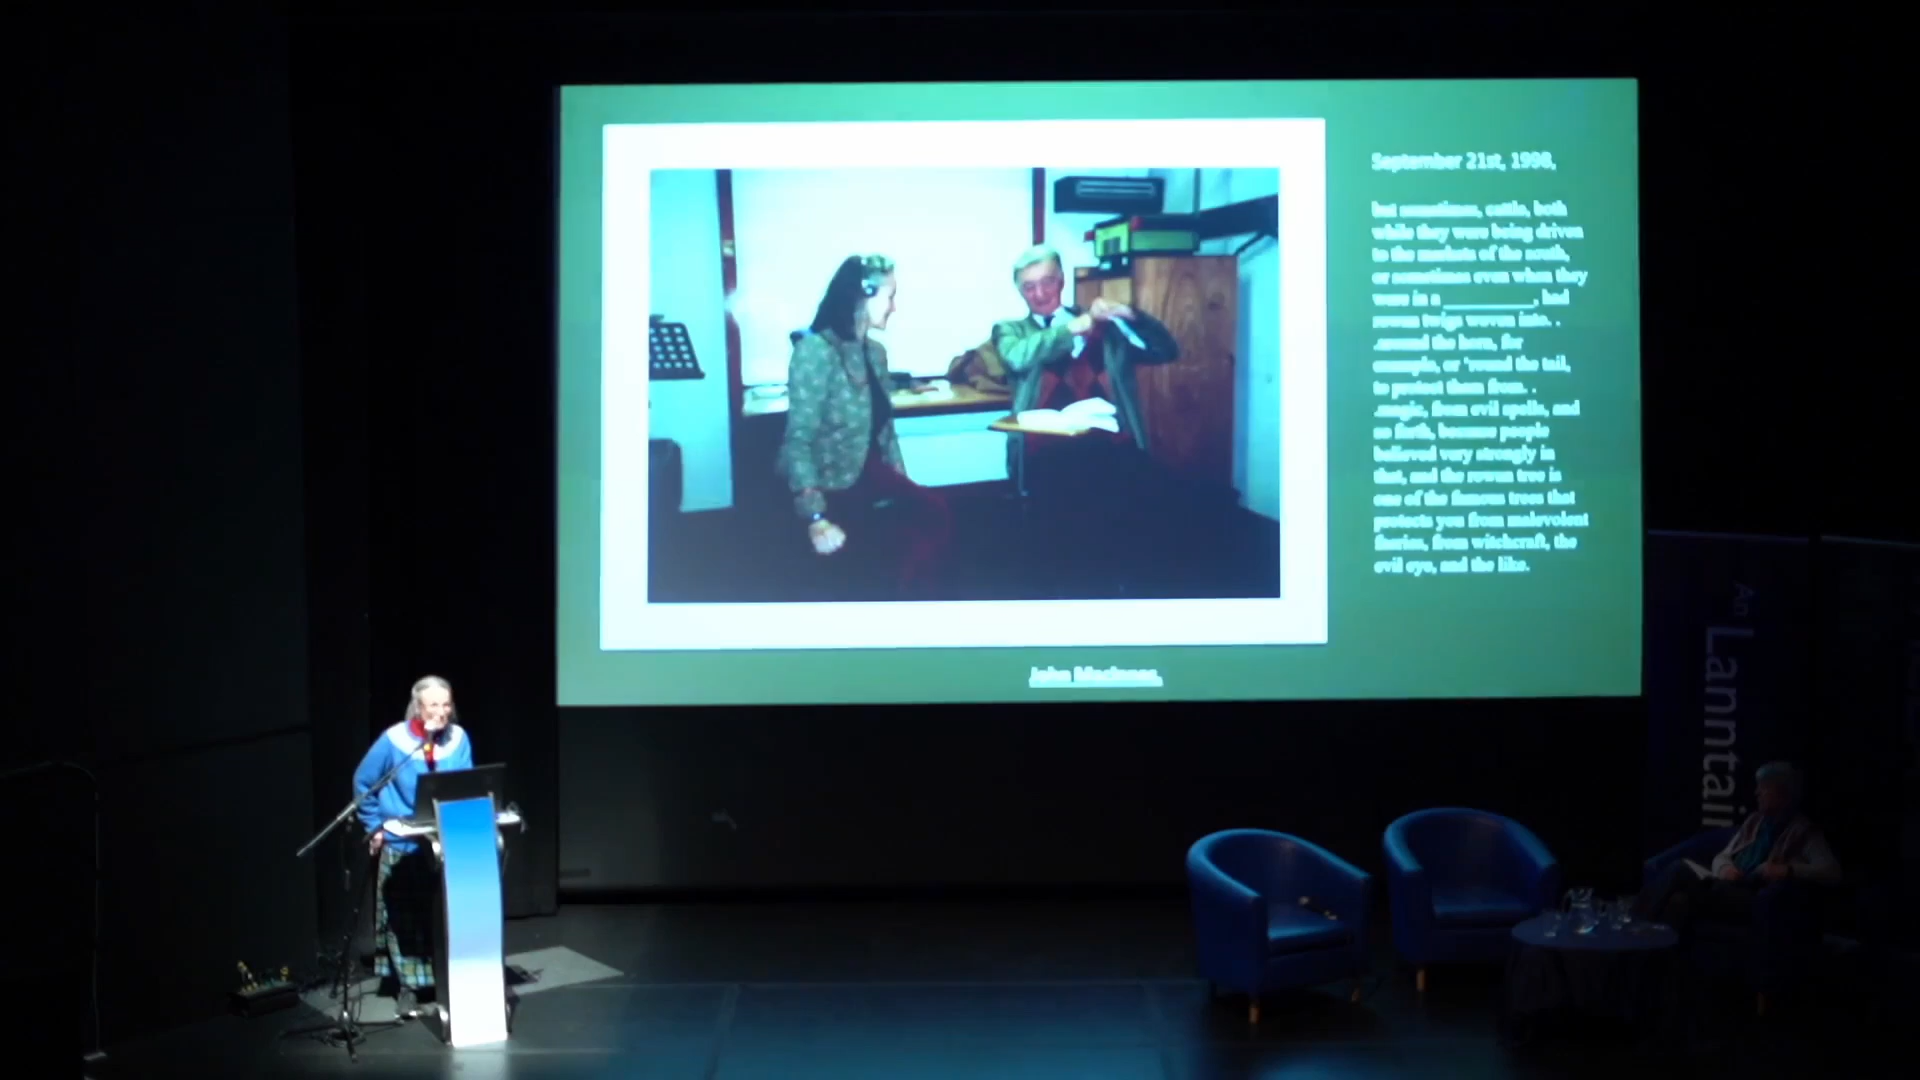 September 21st, 1998,
but sometimes, cattle, both
while they were being driven
to the markets of the south,
or sometimes even when they
were in a __________, had
rowan twigs woven into. .
.around the horn, for
example, or 'round the tail,
to protect them from. .
.magic, from evil spells, and
so forth, because people
believed very strongly in
that, and the rowan tree is
one of the famous trees that
protects you from malevolent
fairies, from witchcraft, the
evil eye, and the like.
John MacInnes,
An
Lanntair